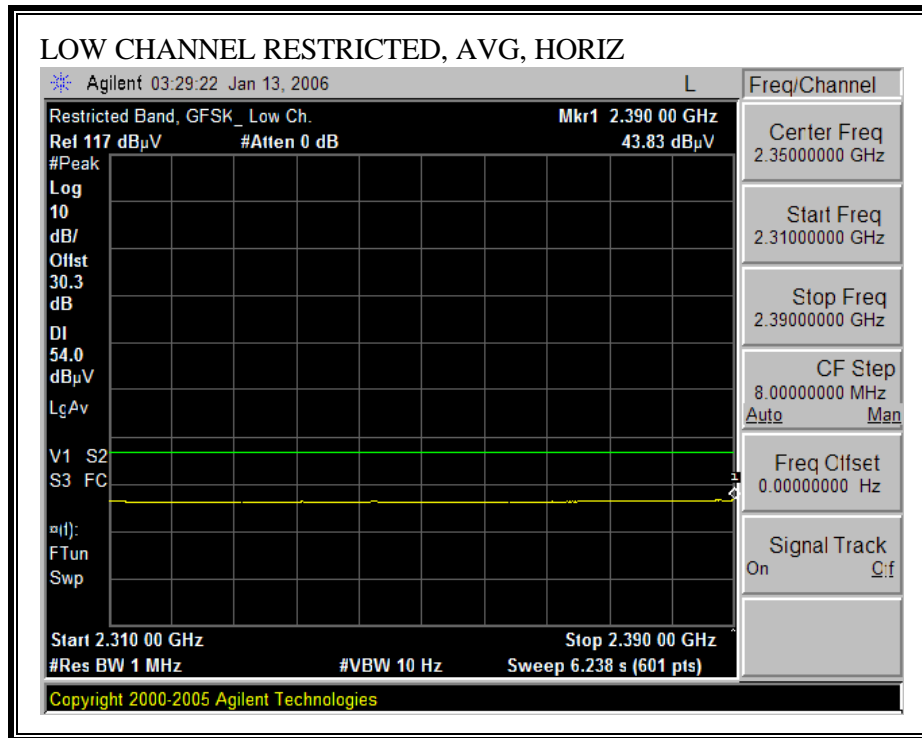 LOW CHANNEL RESTRICTED, AVG, HORIZ
Agilent 03:29:22 Jan 13, 2006 L
Freq/Channel
Restricted Band, GFSK_ Low Ch. Mkr1 2.390 00 GHz
Ref 117 dBµV #Atten 0 dB 43.83 dBµV
#Peak
Log
10
dB/
Offst
30.3
dB
DI
54.0
dBµV
LgAv
V1 S2
S3 FC
¤(f):
FTun
Swp
1
Start 2.310 00 GHz Stop 2.390 00 GHz
#Res BW 1 MHz #VBW 10 Hz Sweep 6.238 s (601 pts)
Center Freq
2.35000000 GHz
Start Freq
2.31000000 GHz
Stop Freq
2.39000000 GHz
CF Step
8.00000000 MHz
Auto Man
Freq Offset
0.00000000 Hz
Signal Track
On Off
Copyright 2000-2005 Agilent Technologies